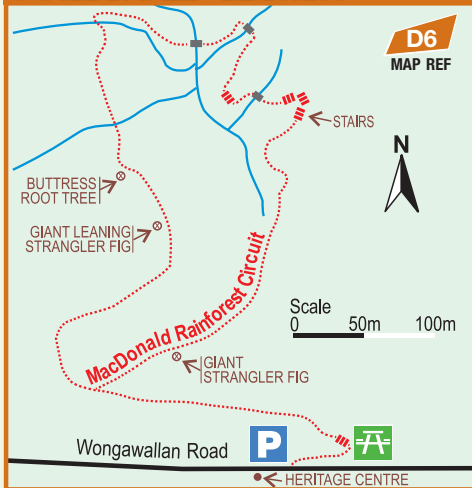 D6
MAP REF
STAIRS
N
BUTTRESS
ROOT TREE
GIANT LEANING
STRANGLER FIG
MacDonald Rainforest Circuit
Scale
0 50m 100m
GIANT
STRANGLER FIG
Wongawallan Road
P
HERITAGE CENTRE